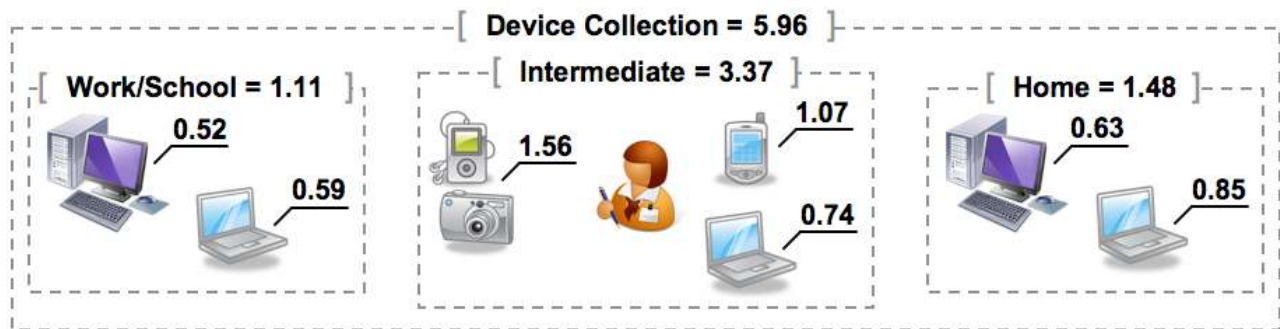 [ Device Collection = 5.96 ]
[ Work/School = 1.11 ]
0.52
0.59
[ Intermediate = 3.37 ]
1.56
1.07
0.74
[ Home = 1.48 ]
0.63
0.85